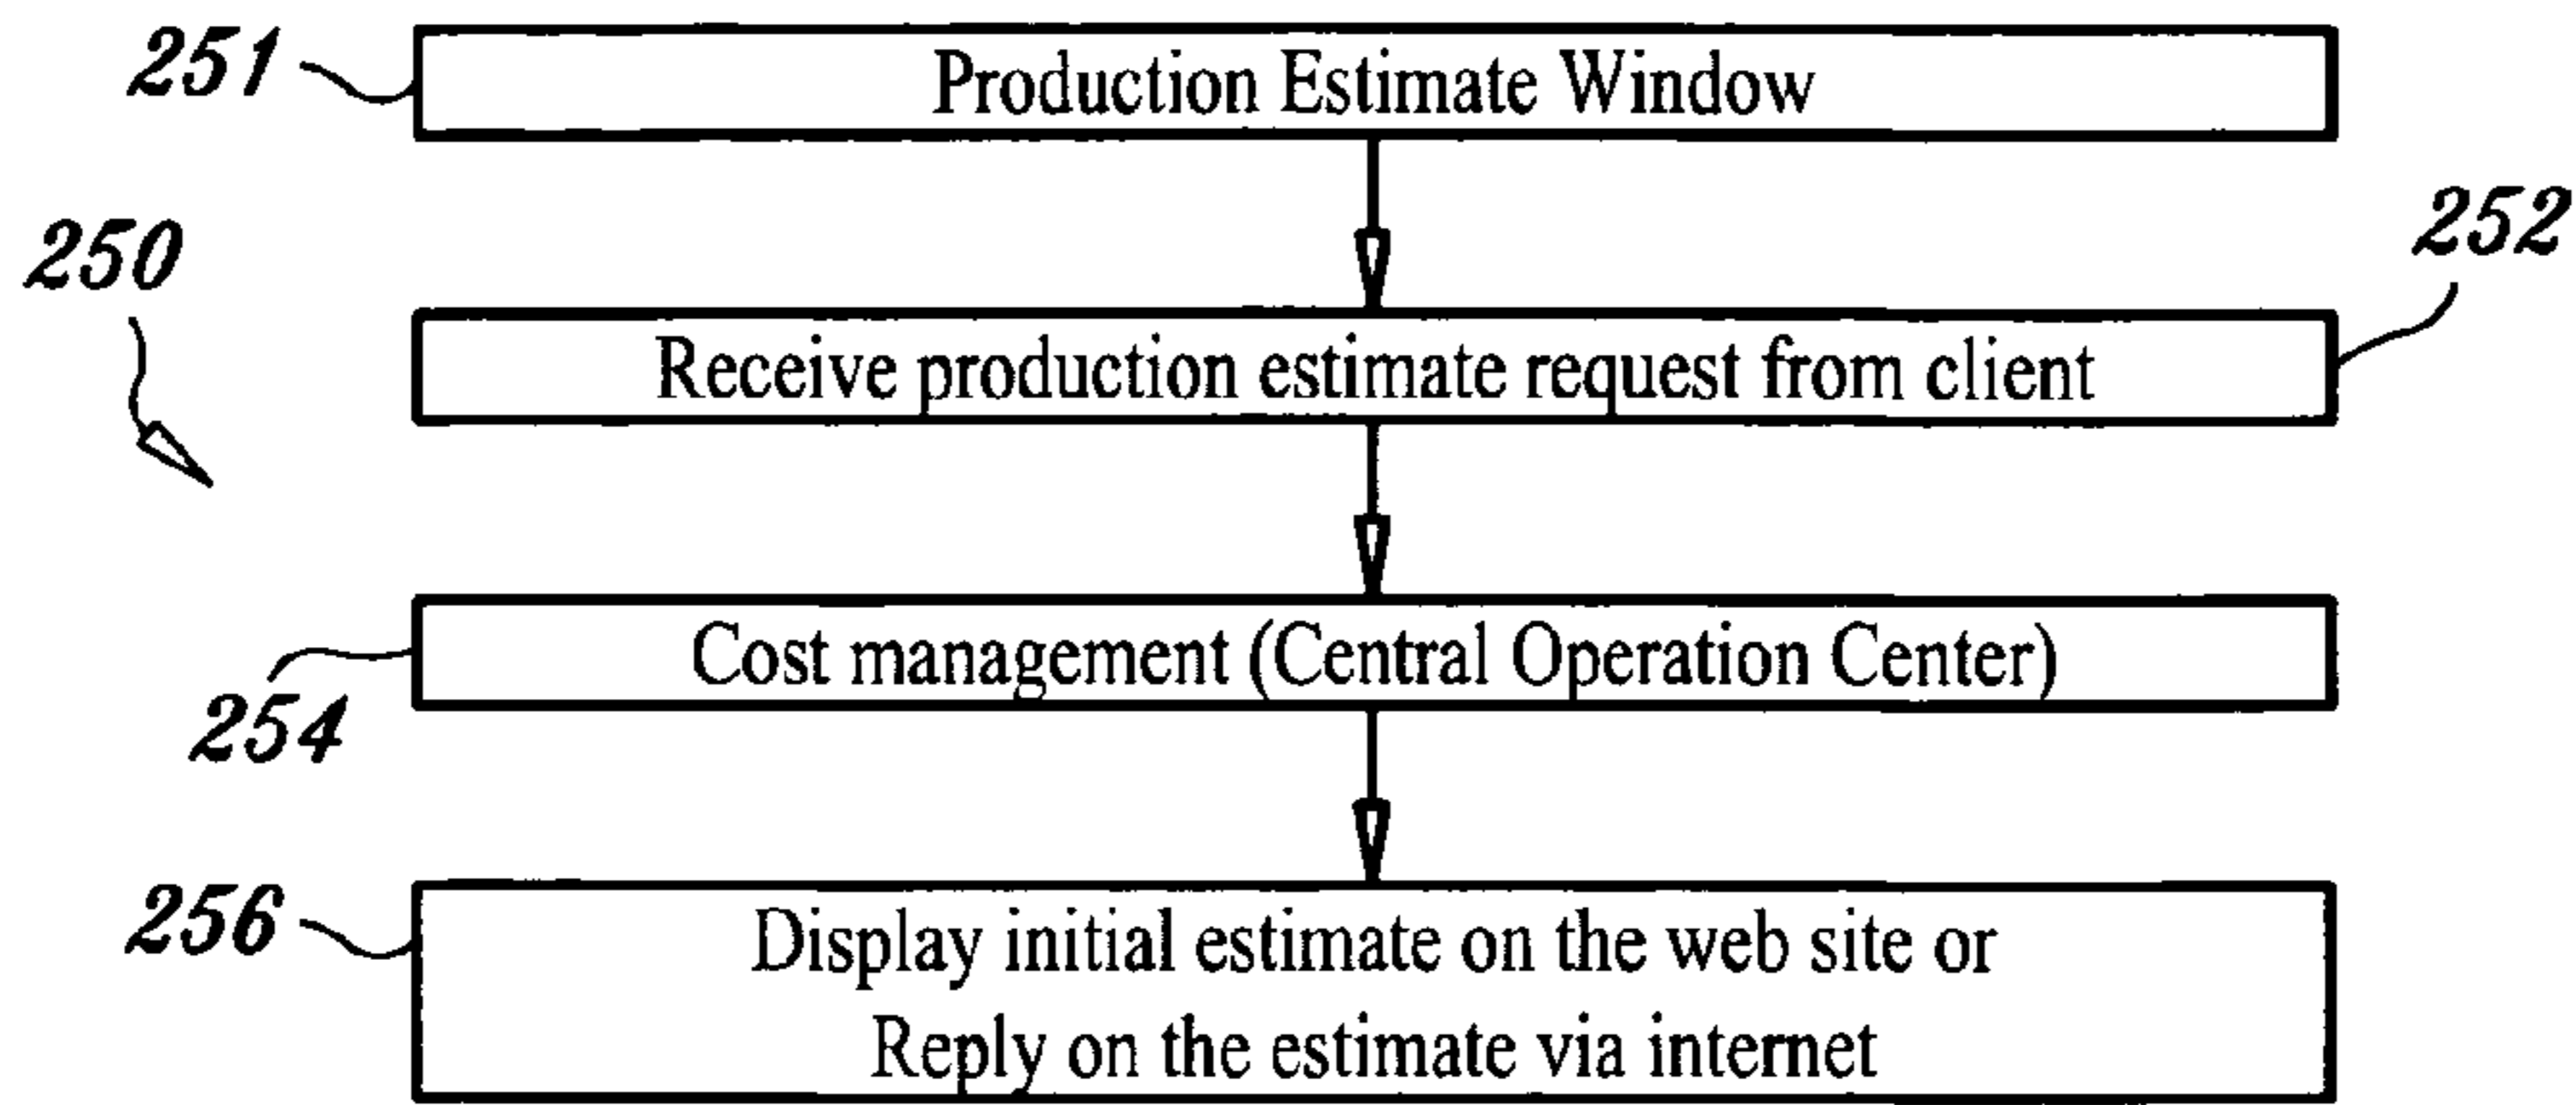 251
Production Estimate Window
250
252
Receive production estimate request from client
Cost management (Central Operation Center)
254
256
Display initial estimate on the web site or
Reply on the estimate via internet